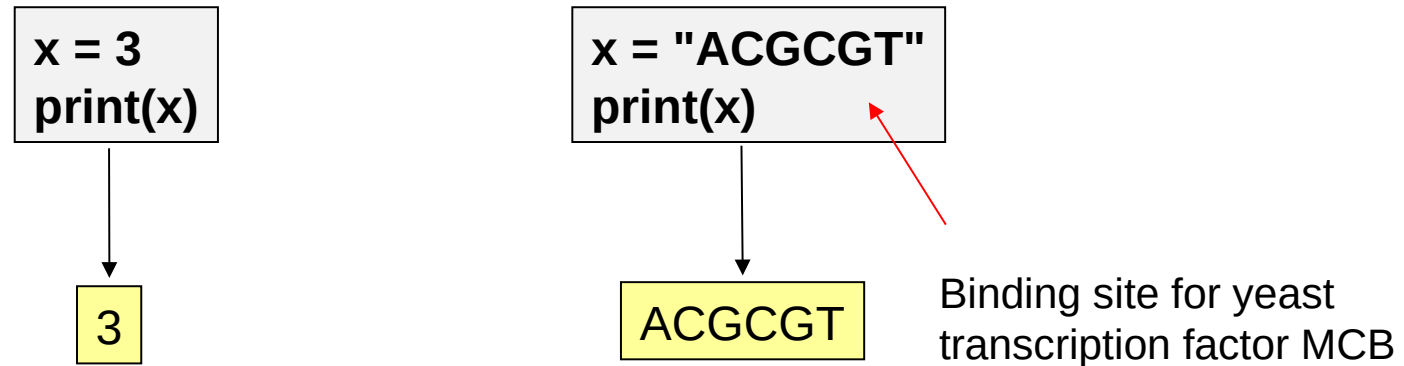 x = 3
print(x)
3
x = "ACGCGT"
print(x)
ACGCGT
Binding site for yeast
transcription factor MCB